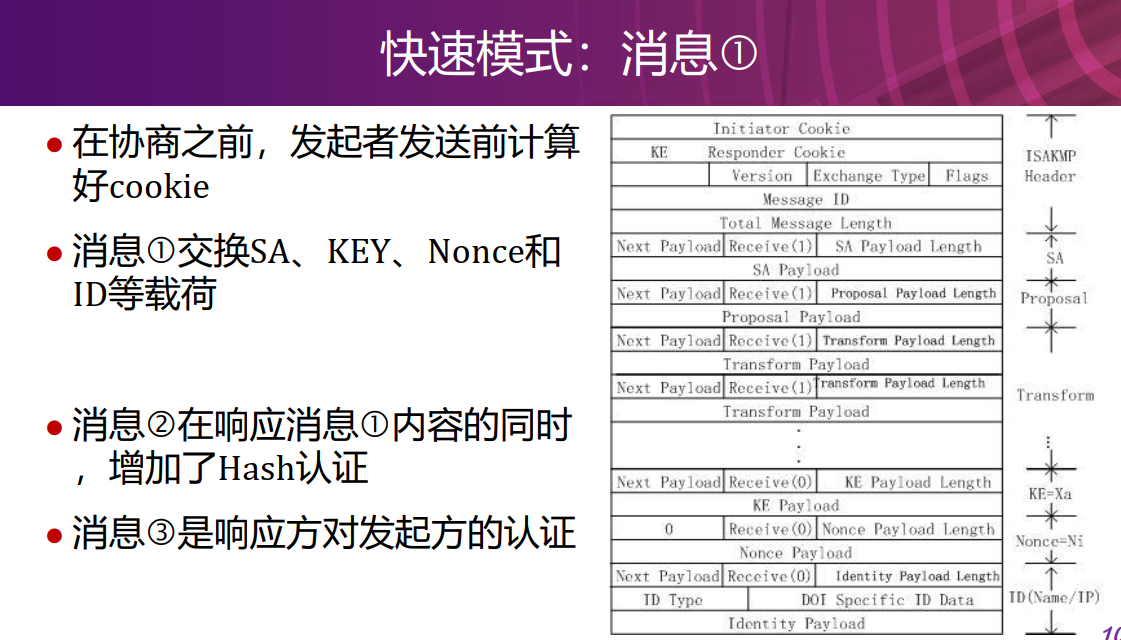 快速模式：消息①
在协商之前，发起者发送前计算
好cookie
消息①交换SA、KEY、Nonce和
ID等载荷
消息②在响应消息①内容的同时
，增加了Hash认证
消息③是响应方对发起方的认证
Initiator Cookie
KE Responder Cookie
Version Exchange Type Flags
Message ID
Total Message Length
Next Payload Receive(1) SA Payload Length
SA Payload
Next Payload Receive(1) Proposal Payload Length
Proposal Payload
Next Payload Receive(1) Transform Payload Length
Transform Payload
Next Payload Receive(1) Transform Payload Length
Transform Payload
Next Payload Receive(0) KE Payload Length
KE Payload
0 Receive(0) Nonce Payload Length
Nonce Payload
Next Payload Receive(0) Identity Payload Length
ID Type DOI Specific ID Data
Identity Payload
ISAKMP
Header
SA
Proposal
Transform
KE=Xa
Nonce=Ni
ID(Name/IP)